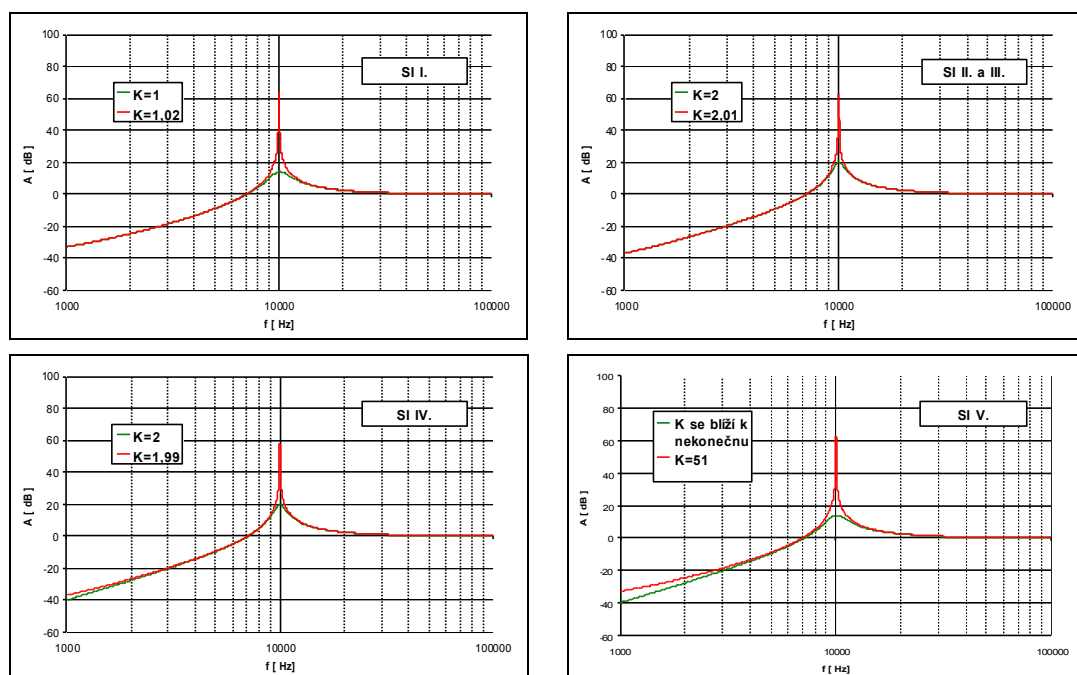 SI I.
K=1
K=1,02
A [ dB]
100
80
60
40
20
0
-20
-40
-60
1000
10000
100000
f [ Hz]
SI II. a III.
K=2
K=2,01
A [ dB]
100
80
60
40
20
0
-20
-40
-60
1000
10000
100000
f [ Hz]
SI IV.
K=2
K=1,99
A [ dB]
100
80
60
40
20
0
-20
-40
-60
1000
10000
100000
f [ Hz]
SI V.
K se blíží k
nekonečnu
K=51
A [ dB]
100
80
60
40
20
0
-20
-40
-60
1000
10000
100000
f [ Hz]